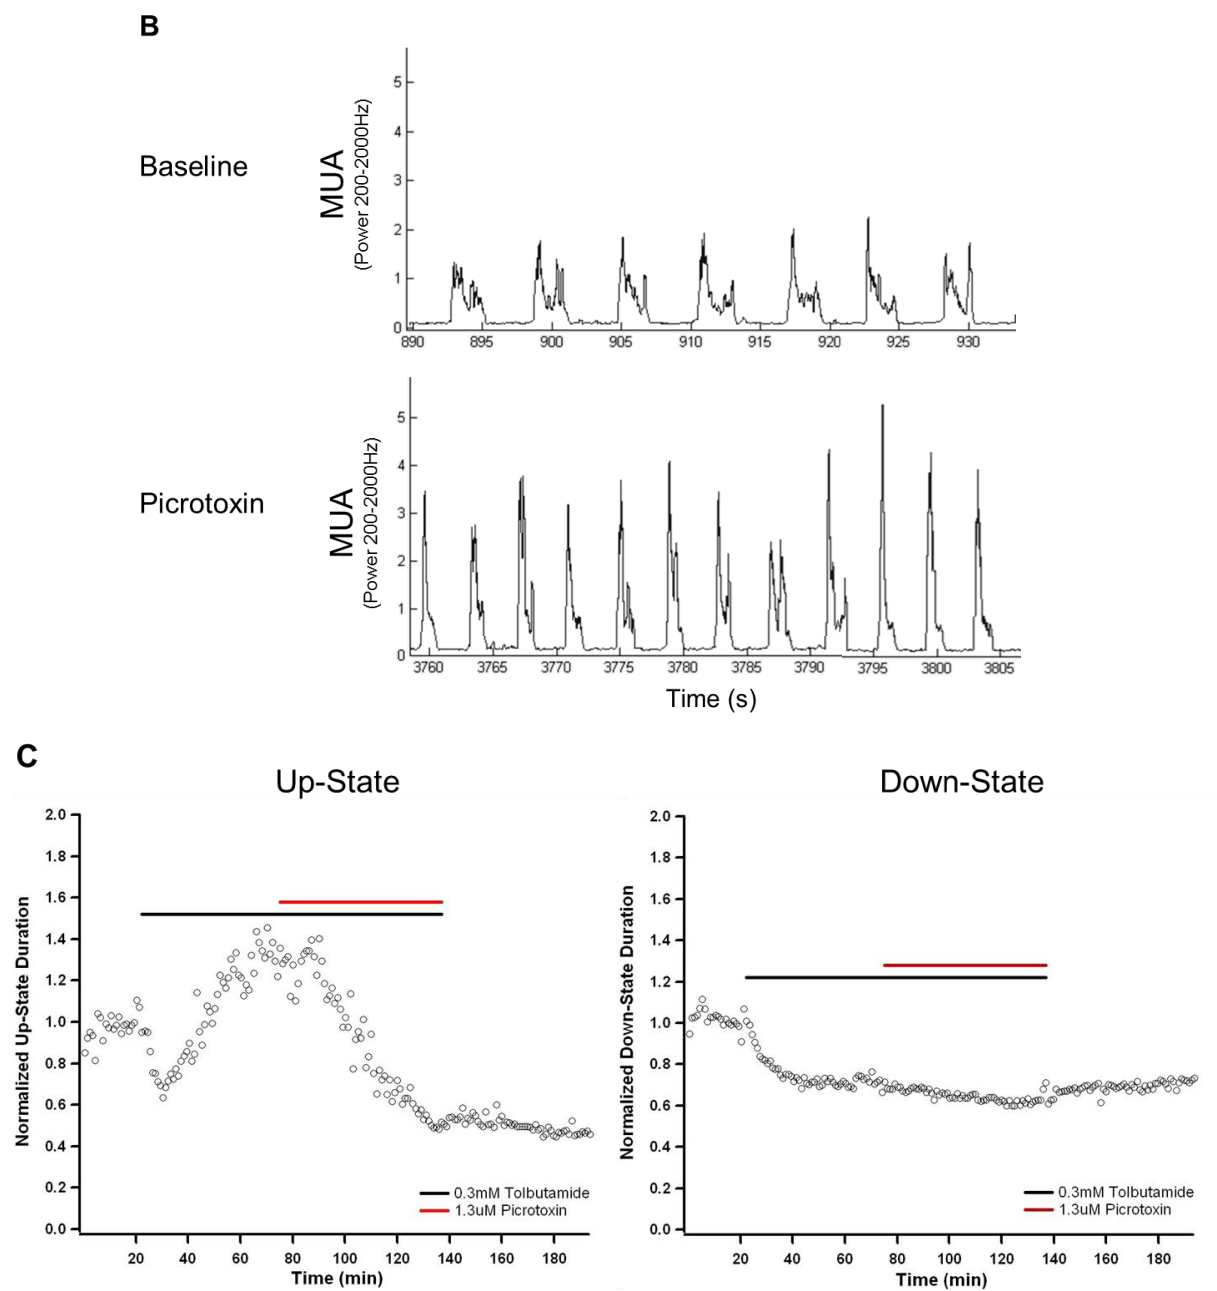 B
Baseline
MUA
(Power 200-2000Hz)
5
4
3
2
1
0
890 895 900 905 910 915 920 925 930
Picrotoxin
MUA
(Power 200-2000Hz)
5
4
3
2
1
0
3760 3765 3770 3775 3780 3785 3790 3795 3800 3805
Time (s)
C
Up-State
Normalized Up-State Duration
2.0
1.8
1.6
1.4
1.2
1.0
0.8
0.6
0.4
0.2
0.0
0.3mM Tolbutamide
1.3uM Picrotoxin
20 40 60 80 100 120 140 160 180
Time (min)
Down-State
Normalized Down-State Duration
2.0
1.8
1.6
1.4
1.2
1.0
0.8
0.6
0.4
0.2
0.0
0.3mM Tolbutamide
1.3uM Picrotoxin
20 40 60 80 100 120 140 160 180
Time (min)